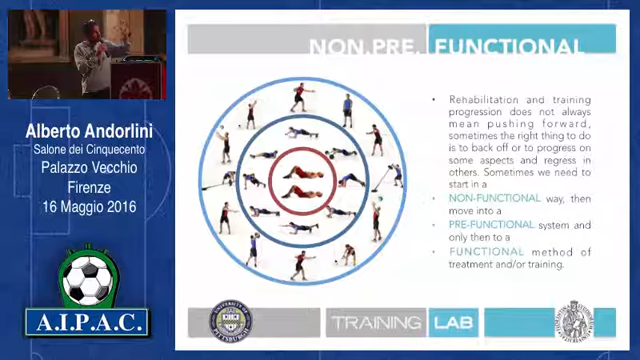 NON.PRE. FUNCTIONAL
Alberto Andorlini
Salone dei Cinquecento
Palazzo Vecchio
Firenze
16 Maggio 2016
A.I.P.A.C.
• Rehabilitation and training
progression does not always
mean pushing forward,
sometimes the right thing to do
is to back off or to progress on
some aspects and regress in
others. Sometimes we need to
start in a
• NON-FUNCTIONAL way, then
move into a
• PRE-FUNCTIONAL system and
only then to a
• FUNCTIONAL method of
treatment and/or training.
TRAINING LAB